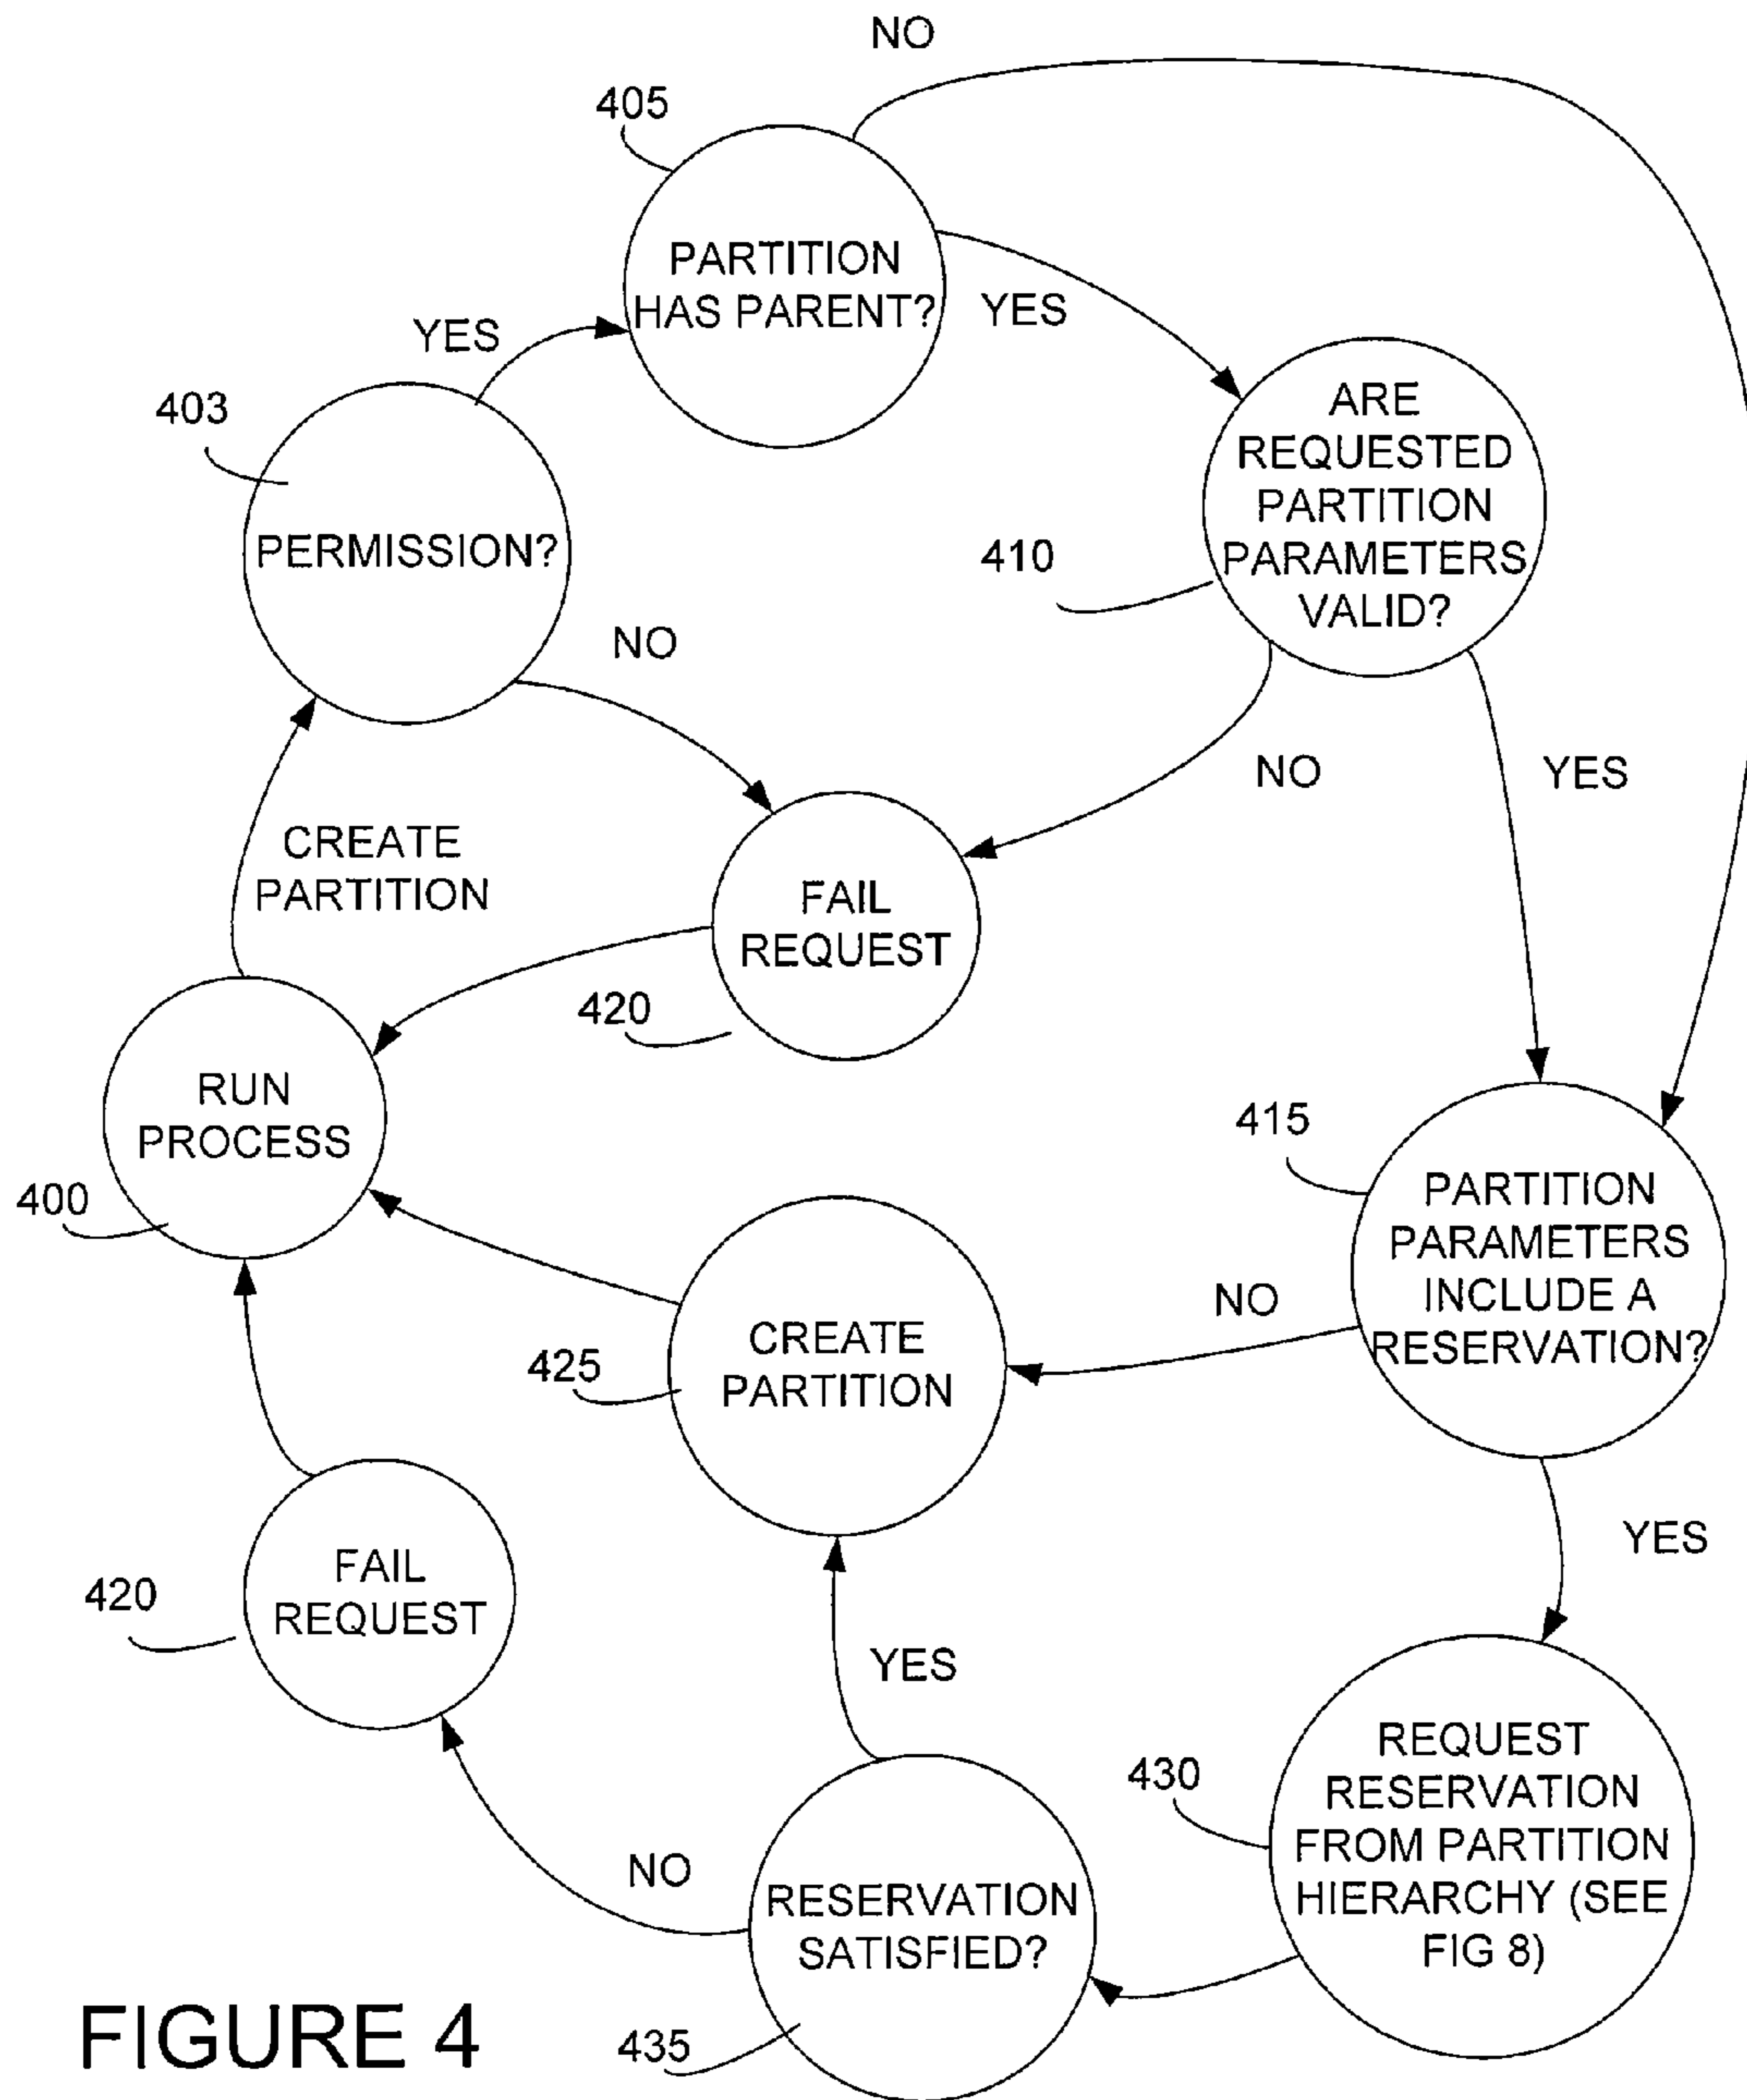 NO
405
PARTITION
HAS PARENT?
YES
YES
403
PERMISSION?
ARE
REQUESTED
PARTITION
PARAMETERS
VALID?
410
NO
NO
YES
CREATE
PARTITION
FAIL
REQUEST
420
RUN
PROCESS
400
415
PARTITION
PARAMETERS
INCLUDE A
RESERVATION?
NO
CREATE
PARTITION
425
YES
FAIL
REQUEST
420
YES
REQUEST
RESERVATION
FROM PARTITION
HIERARCHY (SEE
FIG 8)
430
NO
RESERVATION
SATISFIED?
435
FIGURE 4